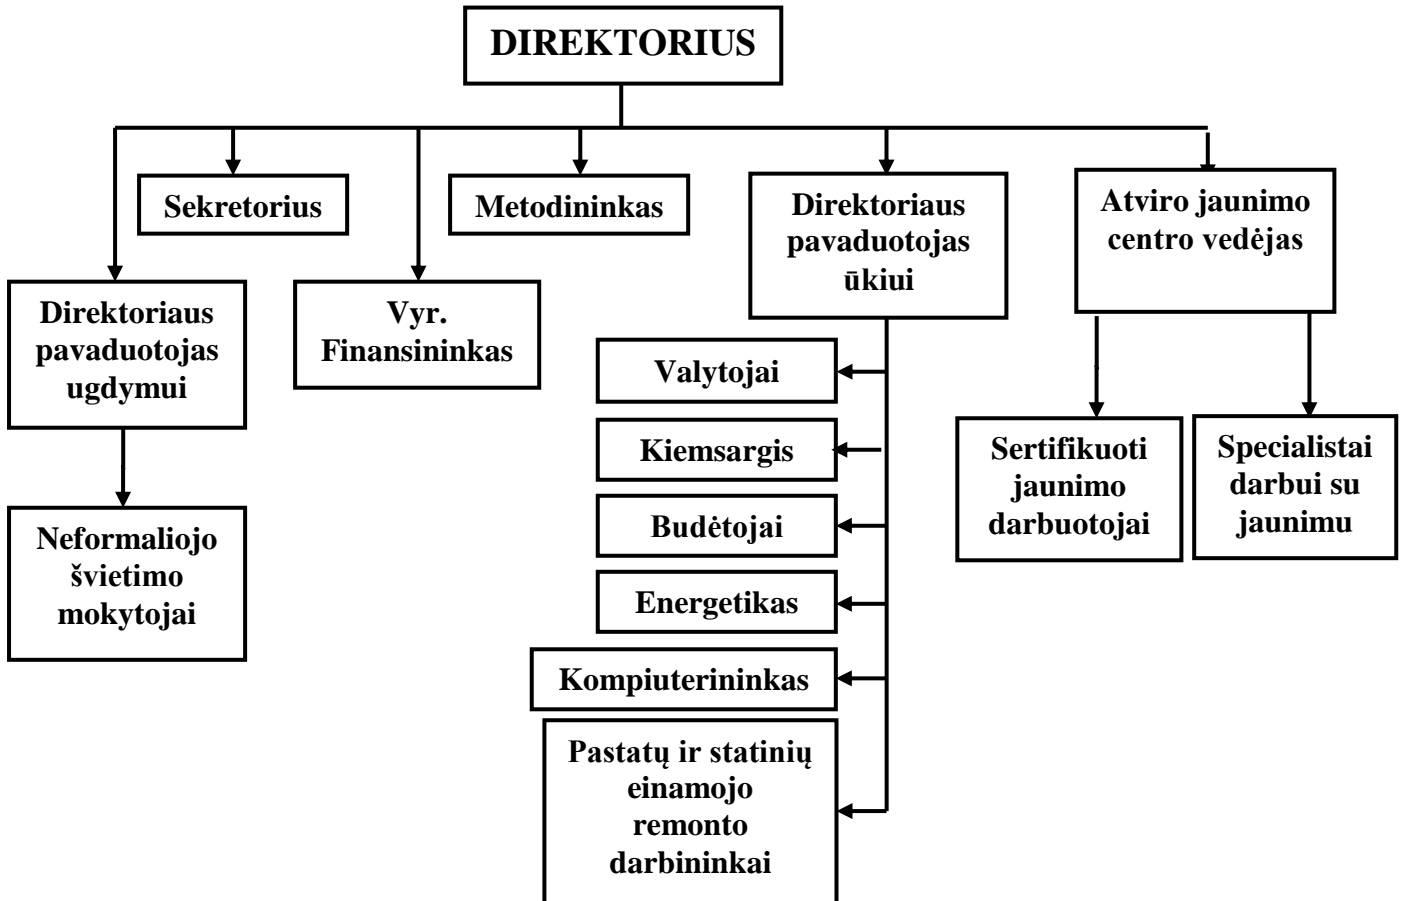 DIREKTORIUS
Sekretorius
Metodininkas
Direktoriaus
pavaduotojas
ūkiui
Atviro jaunimo
centro vedėjas
Direktoriaus
pavaduotojas
ugdymui
Vyr.
Finansininkas
Valytojai
Kiemsargis
Budėtojai
Energetikas
Kompiuterininkas
Pastatų ir statinių
einamojo
remonto
darbininkai
Sertifikuoti
jaunimo
darbuotojai
Specialistai
darbui su
jaunimu
Neformaliojo
švietimo
mokytojai